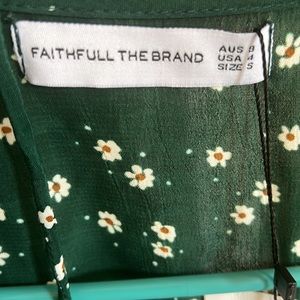 FAITHFULL THE BRAND
AUS 8
USA 4
SIZE S